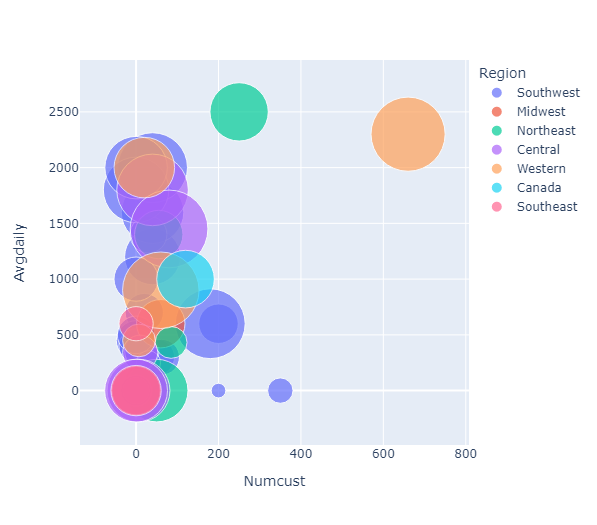 Region
Southwest
Midwest
Northeast
Central
Western
Canada
Southeast
2500
2000
1500
1000
500
0
Avgdaily
0 200 400 600 800
Numcust